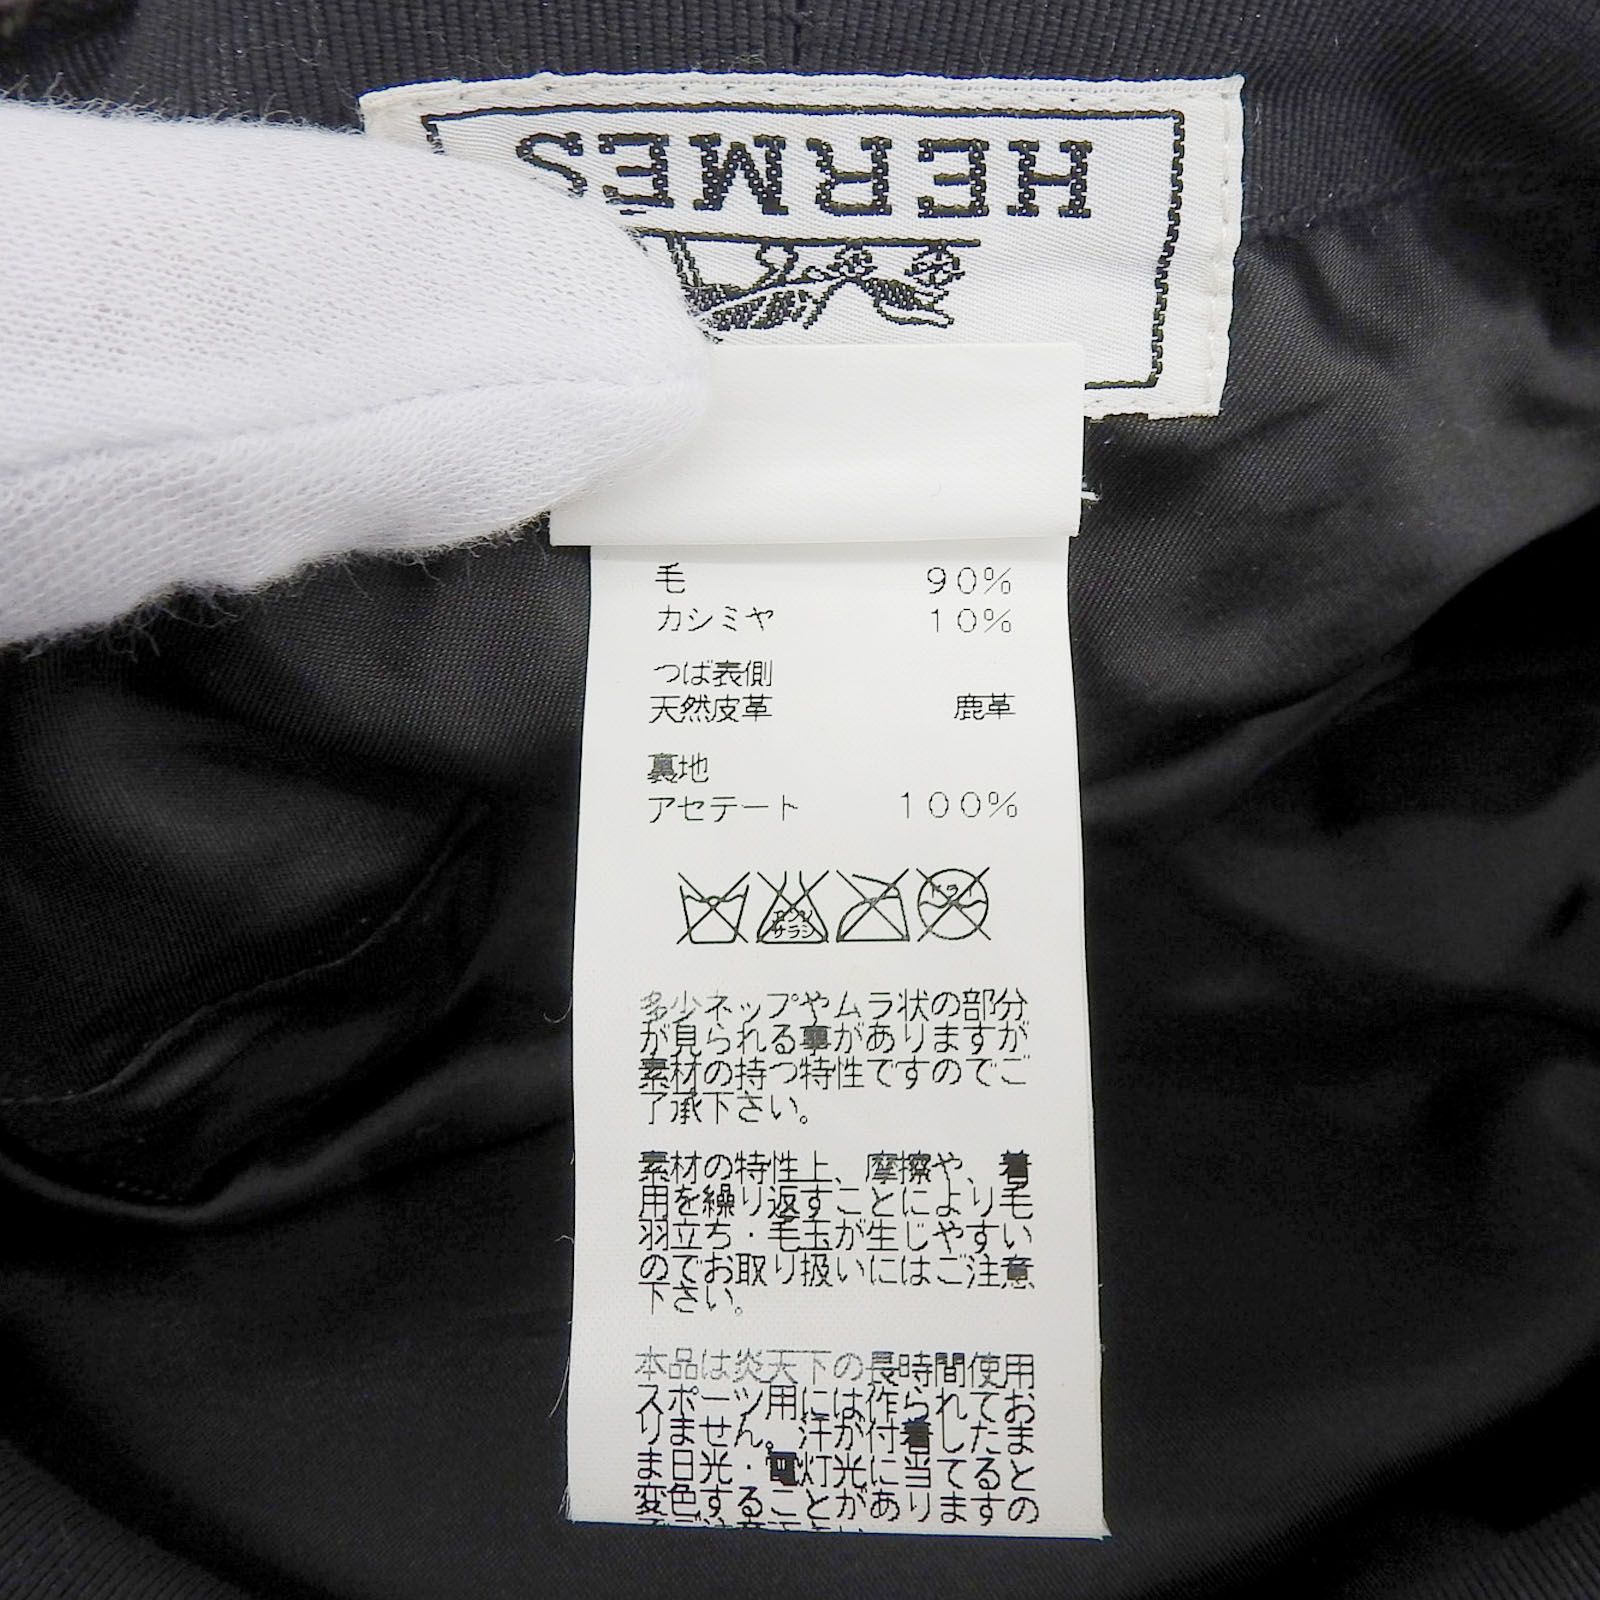 HERMES
毛 90%
カシミヤ 10%
つば表側
天然皮革 鹿革
裏地
アセテート 100%
エンソサラシ ドライ
多少ネップやムラ状の部分
が見られる事がありますが
素材の持つ特性ですのでご
了承下さい。
素材の特性上、摩擦や、着
用を繰り返すことにより毛
羽立ち・毛玉が生じやすい
のでお取り扱いにはご注意
下さい。
本品は炎天下の長時間使用
スポーツ用には作られてお
りません。汗が付着したま
ま日光・電灯光に当てると
変色することがありますの